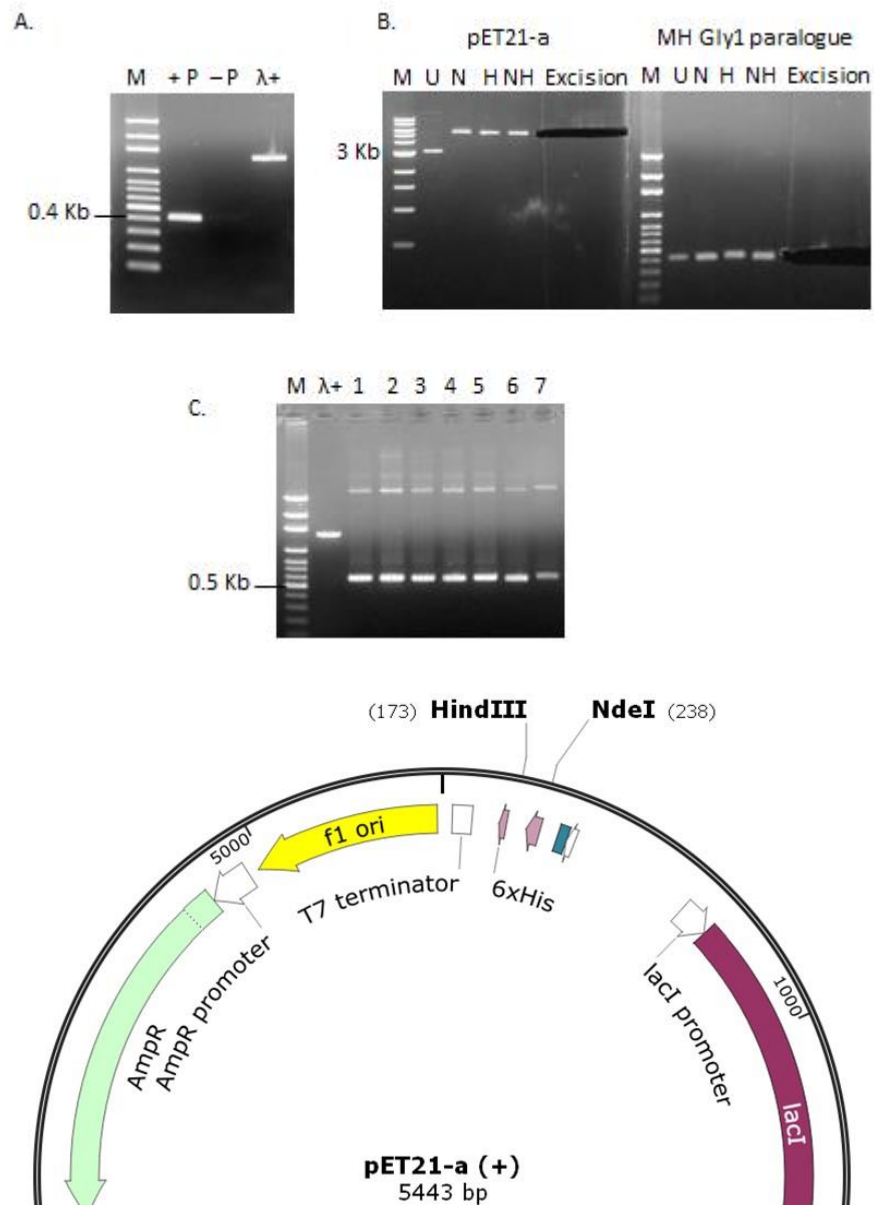 A.
M + P – P λ+
0.4 Kb
B.
pET21-a MH Gly1 paralogue
M U N H NH Excision M U N H NH Excision
3 Kb
C.
M λ+ 1 2 3 4 5 6 7
0.5 Kb
(173) HindIII NdeI (238)
5000
f1 ori
T7 terminator
6xHis
AmpR
AmpR promoter
lacI promoter
1000
lacI
pET21-a (+)
5443 bp